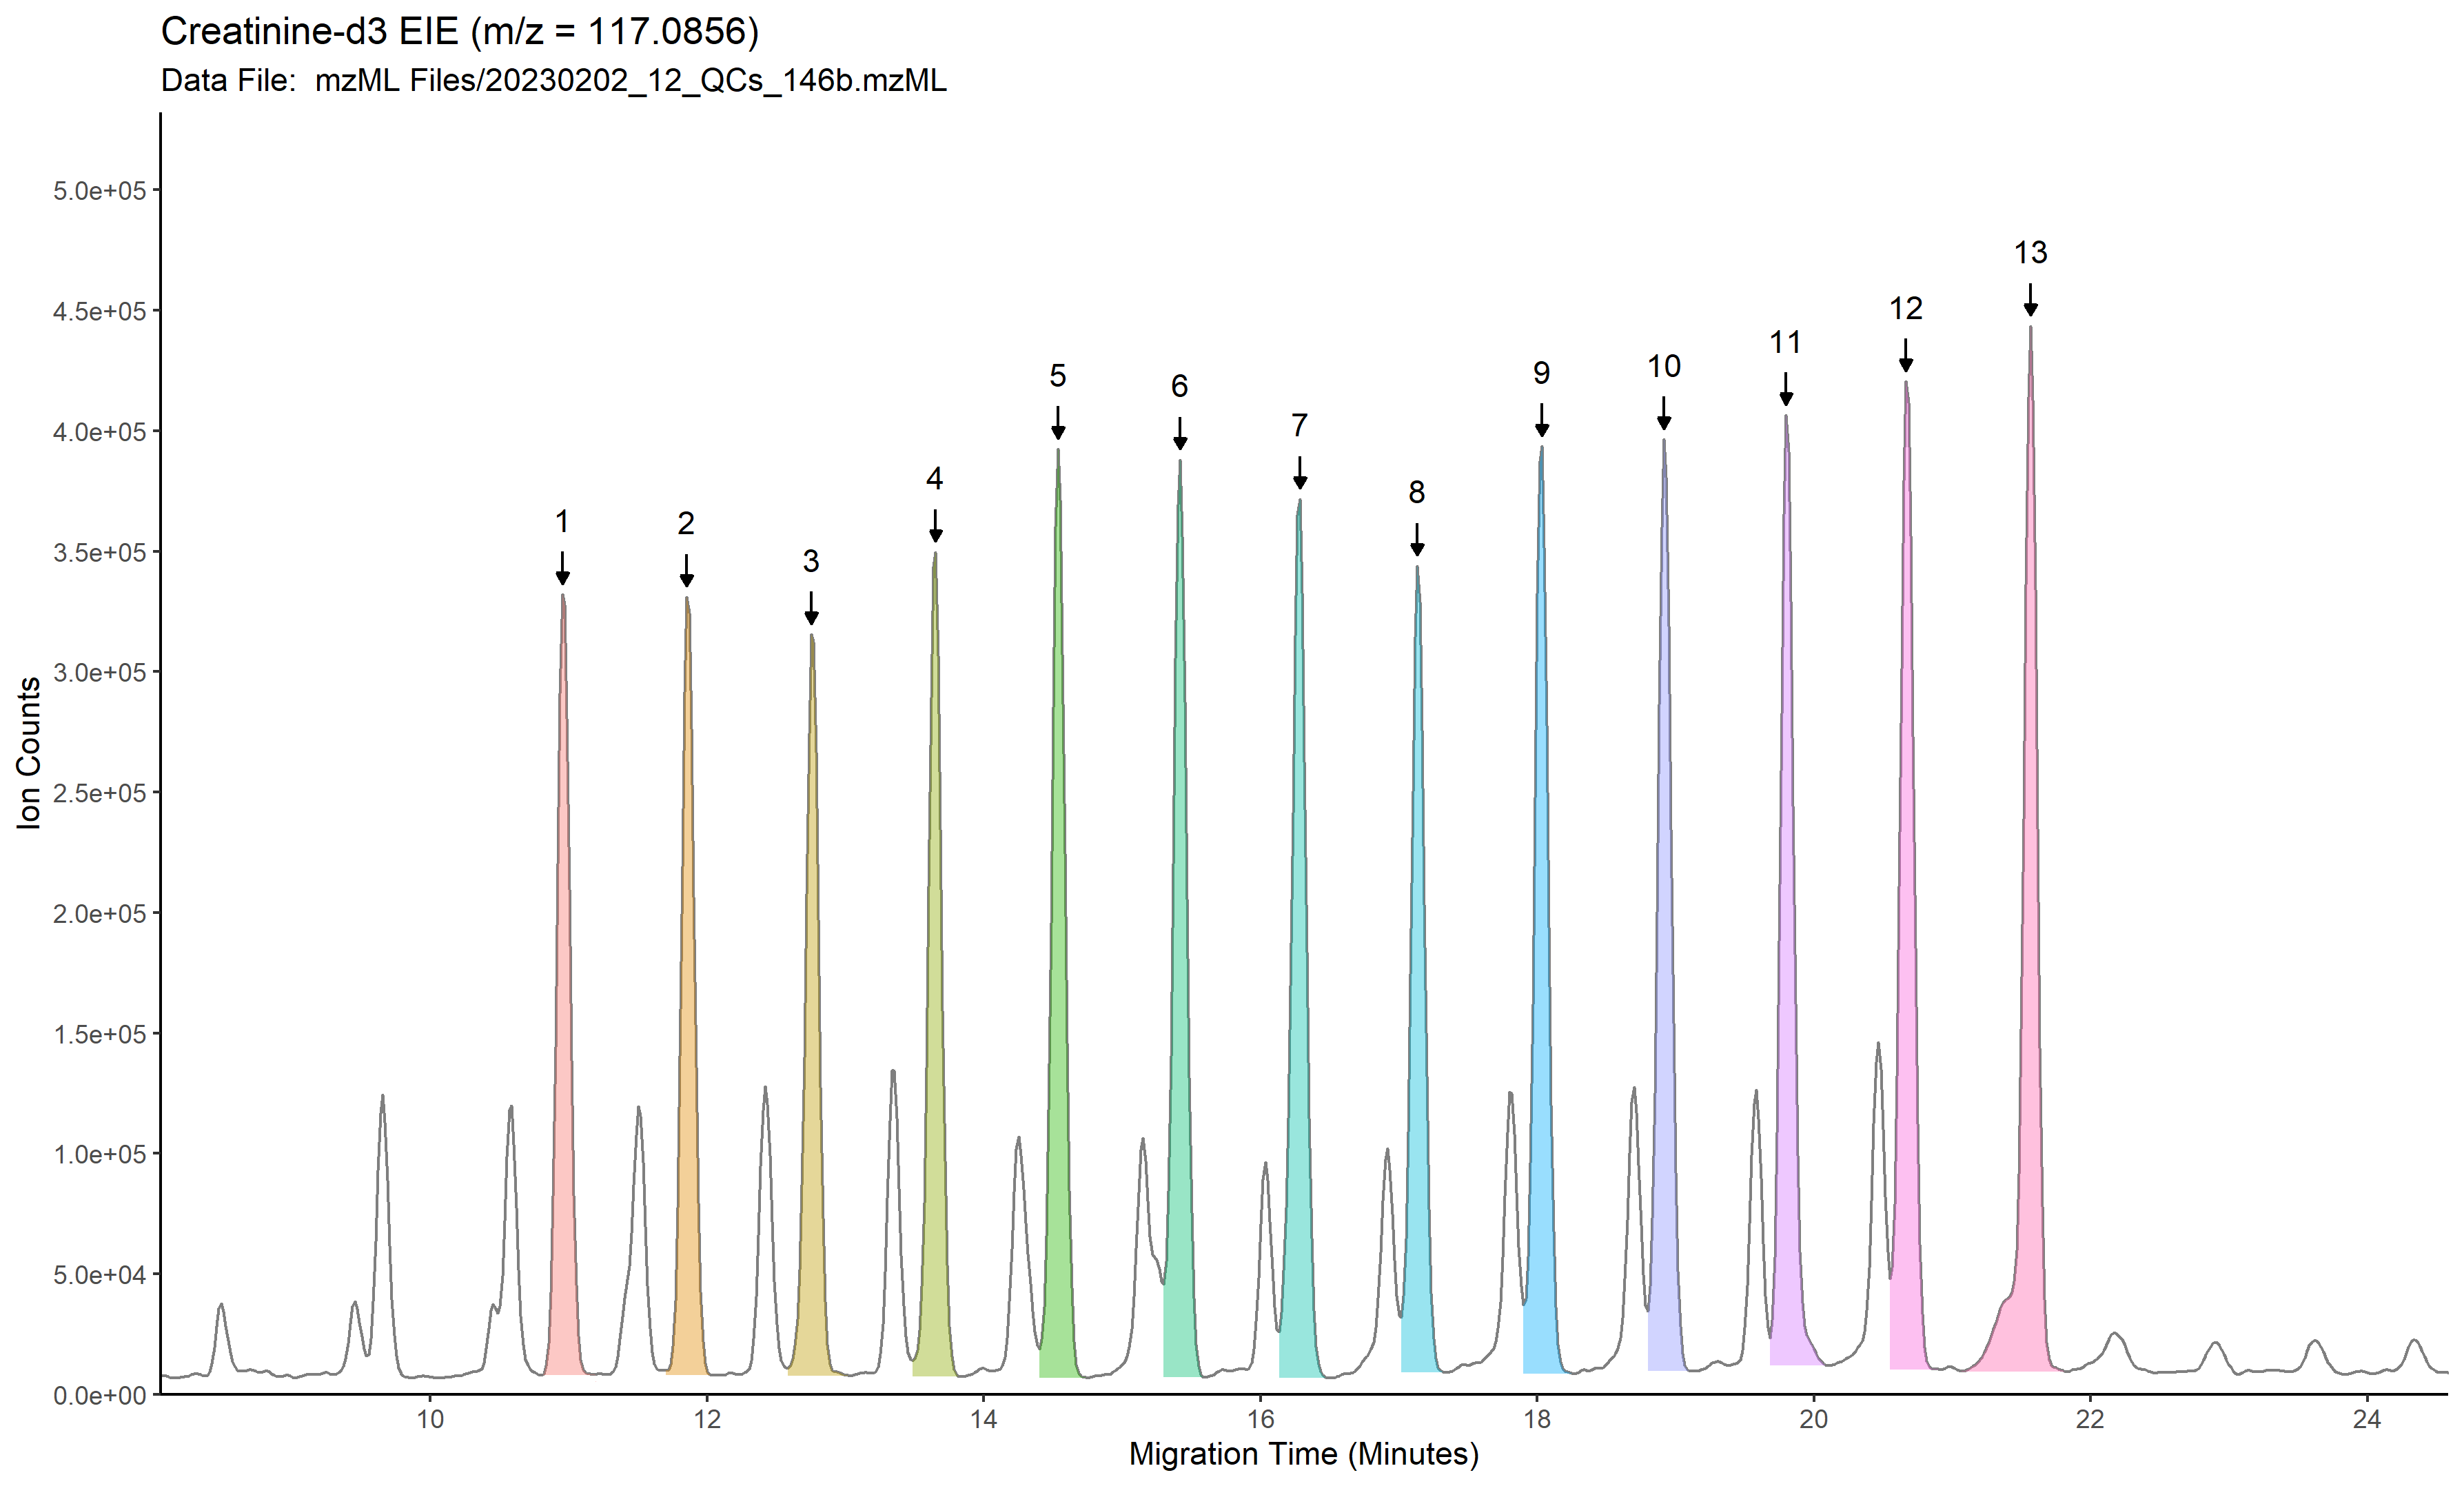 Creatinine-d3 EIE (m/z = 117.0856)
Data File:  mzML Files/20230202_12_QCs_146b.mzML
13
5.0e+05
12
4.5e+05
11
10
9
5
6
7
4.0e+05
4
8
1
2
3
3.5e+05
3.0e+05
Ion Counts
2.5e+05
2.0e+05
1.5e+05
1.0e+05
5.0e+04
0.0e+00
10 12 14 16 18 20 22 24
Migration Time (Minutes)